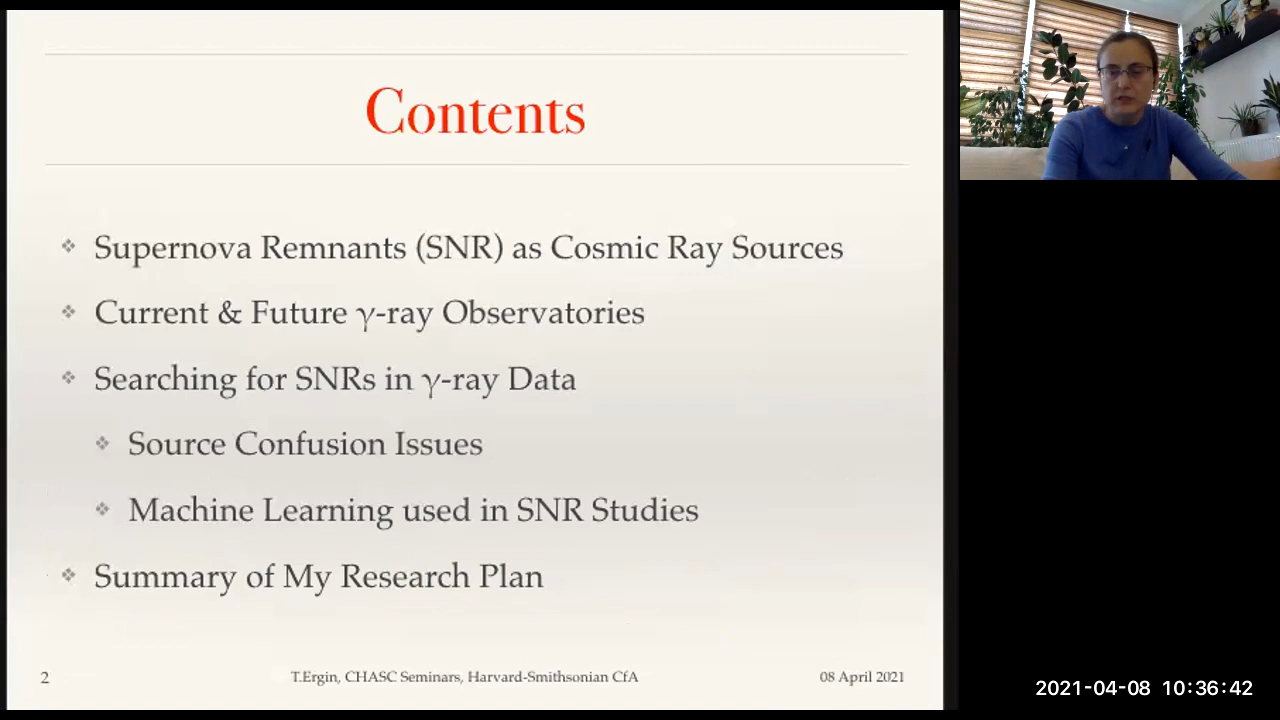 Contents
❖ Supernova Remnants (SNR) as Cosmic Ray Sources
❖ Current & Future γ-ray Observatories
❖ Searching for SNRs in γ-ray Data
❖ Source Confusion Issues
❖ Machine Learning used in SNR Studies
❖ Summary of My Research Plan
2
T.Ergin, CHASC Seminars, Harvard-Smithsonian CfA
08 April 2021
2021-04-08 10:36:42